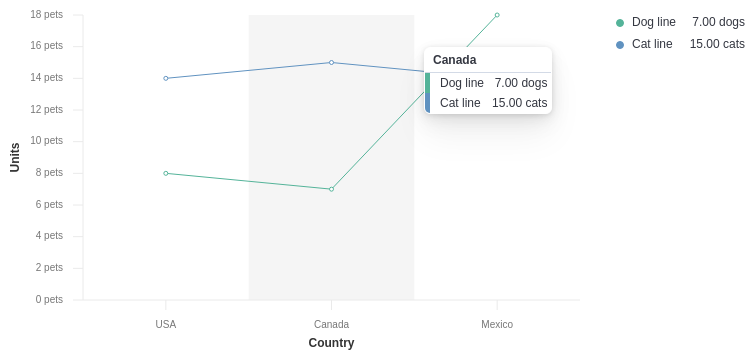 18 pets
16 pets
14 pets
12 pets
10 pets
8 pets
6 pets
4 pets
2 pets
0 pets
Units
USA
Canada
Mexico
Country
Canada
Dog line 7.00 dogs
Cat line 15.00 cats
Dog line 7.00 dogs
Cat line 15.00 cats